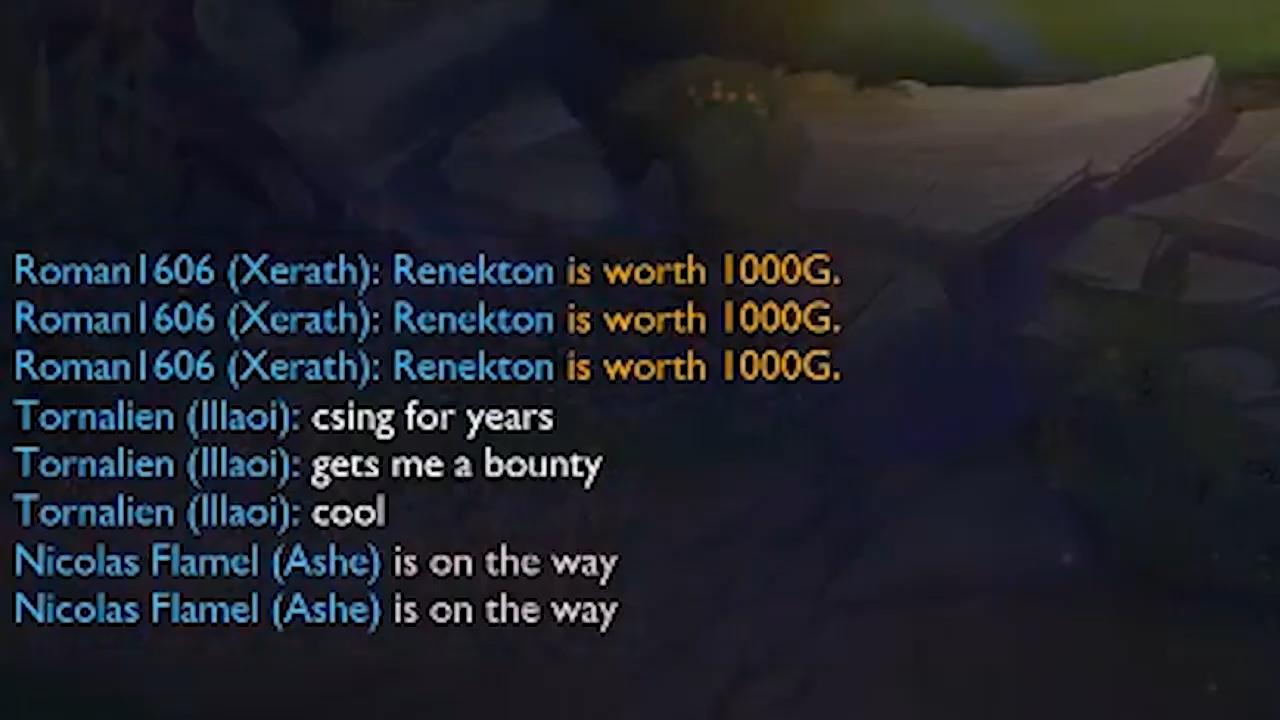 Roman1606 (Xerath): Renekton is worth 1000G.
Roman1606 (Xerath): Renekton is worth 1000G.
Roman1606 (Xerath): Renekton is worth 1000G.
Tornalien (Illaoi): csing for years
Tornalien (Illaoi): gets me a bounty
Tornalien (Illaoi): cool
Nicolas Flamel (Ashe) is on the way
Nicolas Flamel (Ashe) is on the way